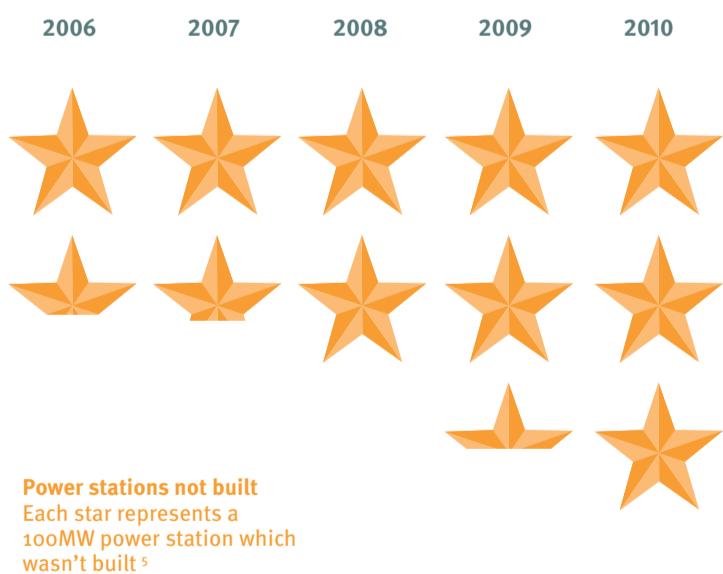 2006 2007 2008 2009 2010
Power stations not built
Each star represents a
100MW power station which
wasn't built 5